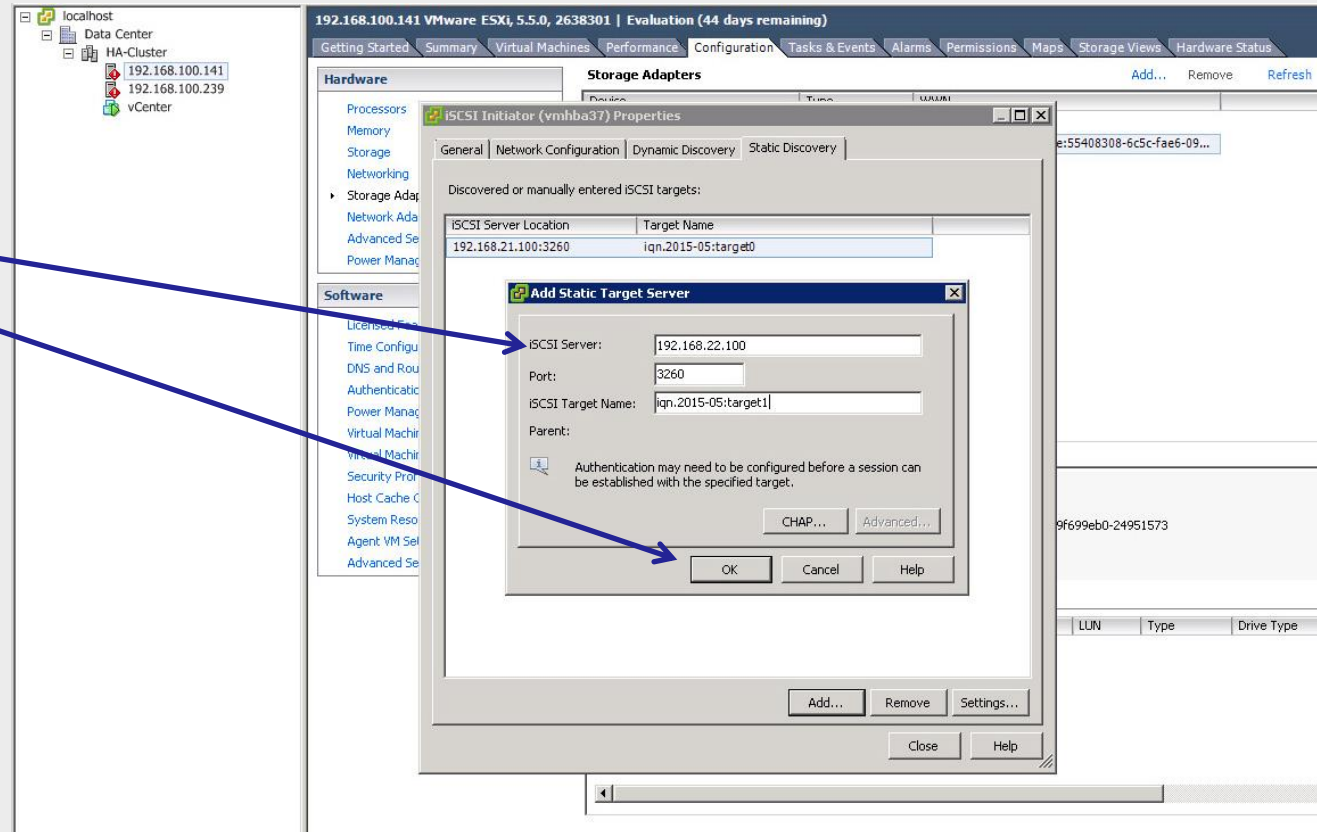 localhost
Data Center
HA-Cluster
192.168.100.141
192.168.100.239
vCenter
192.168.100.141 VMware ESXi, 5.5.0, 2638301 | Evaluation (44 days remaining)
Getting Started Summary Virtual Machines Performance Configuration Tasks & Events Alarms Permissions Maps Storage Views Hardware Status
Hardware
Processors
Memory
Storage
Networking
Storage Adap
Network Ada
Advanced Se
Power Manag
Software
Time Configu
DNS and Rou
Authenticatic
Power Manag
Virtual Machin
Virtual Machin
Security Prof
Host Cache C
System Reso
Agent VM Set
Advanced Se
Storage Adapters
Add... Remove Refresh
e:55408308-6c5c-fae6-09...
iSCSI Initiator (vmhba37) Properties
General Network Configuration Dynamic Discovery Static Discovery
Discovered or manually entered iSCSI targets:
iSCSI Server Location Target Name
192.168.21.100:3260 iqn.2015-05:target0
Add Static Target Server
iSCSI Server: 192.168.22.100
Port: 3260
iSCSI Target Name: iqn.2015-05:target1
Parent:
Authentication may need to be configured before a session can
be established with the specified target.
CHAP... Advanced...
OK Cancel Help
9f699eb0-24951573
LUN Type Drive Type
Add... Remove Settings...
Close Help